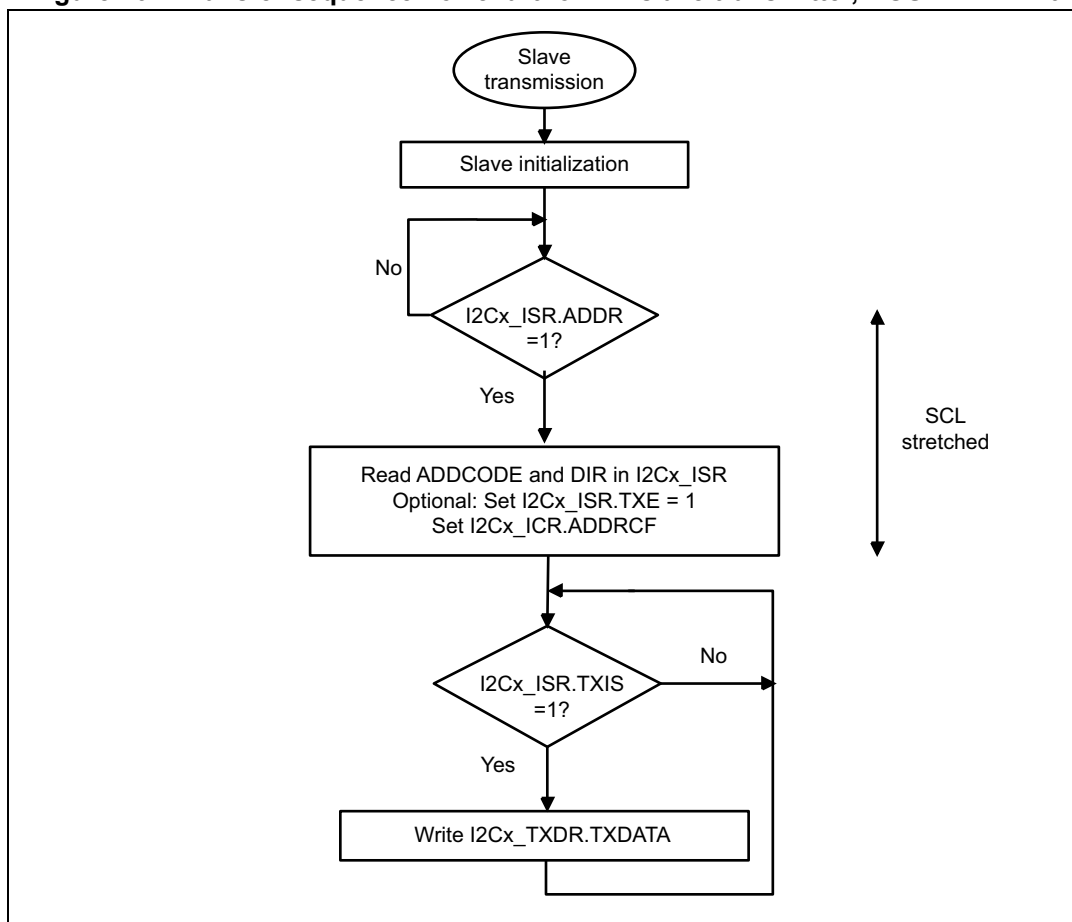 Slave
transmission
Slave initialization
No
I2Cx_ISR.ADDR
=1?
Yes
SCL
stretched
Read ADDCODE and DIR in I2Cx_ISR
Optional: Set I2Cx_ISR.TXE = 1
Set I2Cx_ICR.ADDRCF
No
I2Cx_ISR.TXIS
=1?
Yes
Write I2Cx_TXDR.TXDATA